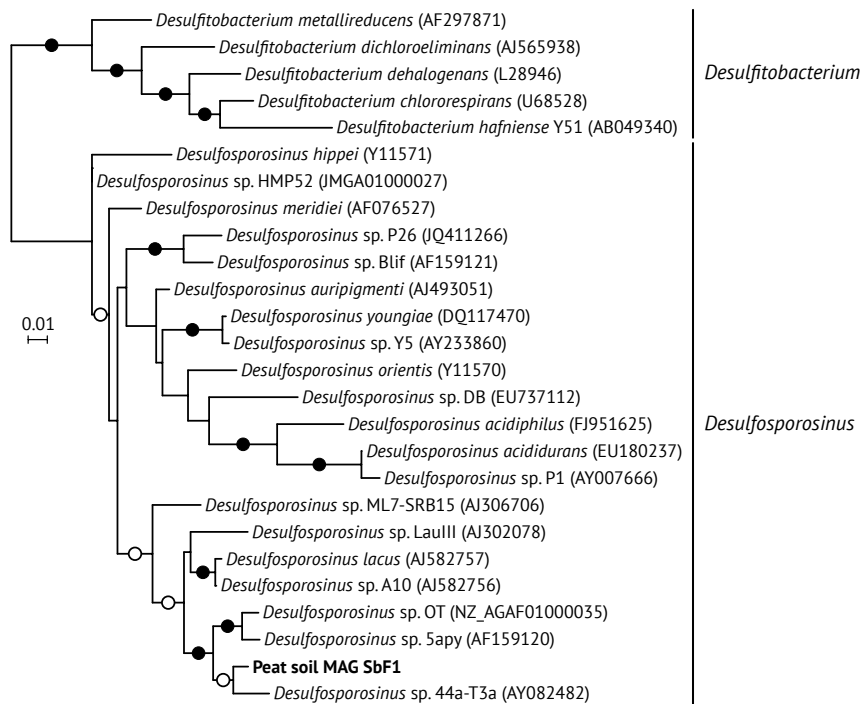 Desulfitobacterium metallireducens (AF297871)
Desulfitobacterium dichloroeliminans (AJ565938)
Desulfitobacterium dehalogenans (L28946)
Desulfitobacterium
Desulfitobacterium chlororespirans (U68528)
Desulfitobacterium hafniense Y51 (AB049340)
Desulfosporosinus hippei (Y11571)
Desulfosporosinus sp. HMP52 (JMGA01000027)
Desulfosporosinus meridiei (AF076527)
Desulfosporosinus sp. P26 (JQ411266)
Desulfosporosinus sp. Blif (AF159121)
Desulfosporosinus auripigmenti (AJ493051)
0.01
Desulfosporosinus youngiae (DQ117470)
Desulfosporosinus sp. Y5 (AY233860)
Desulfosporosinus orientis (Y11570)
Desulfosporosinus sp. DB (EU737112)
Desulfosporosinus acidiphilus (FJ951625)
Desulfosporosinus
Desulfosporosinus acididurans (EU180237)
Desulfosporosinus sp. P1 (AY007666)
Desulfosporosinus sp. ML7-SRB15 (AJ306706)
Desulfosporosinus sp. LauIII (AJ302078)
Desulfosporosinus lacus (AJ582757)
Desulfosporosinus sp. A10 (AJ582756)
Desulfosporosinus sp. OT (NZ_AGAF01000035)
Desulfosporosinus sp. 5apy (AF159120)
Peat soil MAG SbF1
Desulfosporosinus sp. 44a-T3a (AY082482)